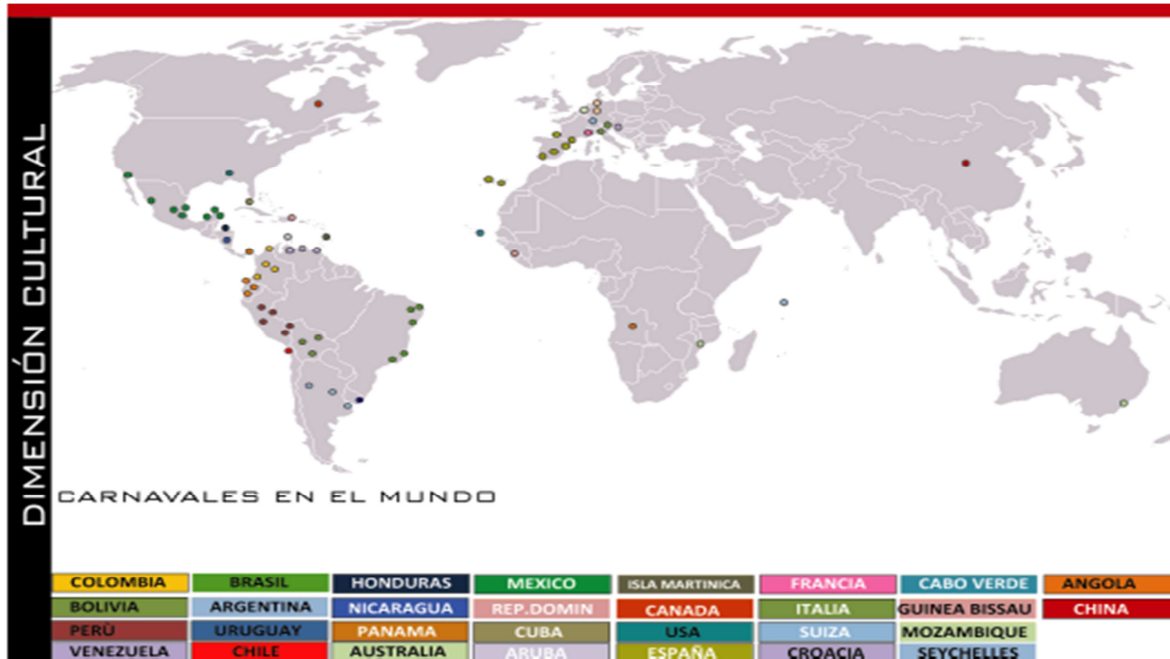 DIMENSIÓN CULTURAL
CARNAVALES EN EL MUNDO
COLOMBIA BRASIL HONDURAS MEXICO ISLA MARTINICA FRANCIA CABO VERDE ANGOLA
BOLIVIA ARGENTINA NICARAGUA REP.DOMIN CANADA ITALIA GUINEA BISSAU CHINA
PERÙ URUGUAY PANAMA CUBA USA SUIZA MOZAMBIQUE
VENEZUELA CHILE AUSTRALIA ARUBA ESPAÑA CROACIA SEYCHELLES